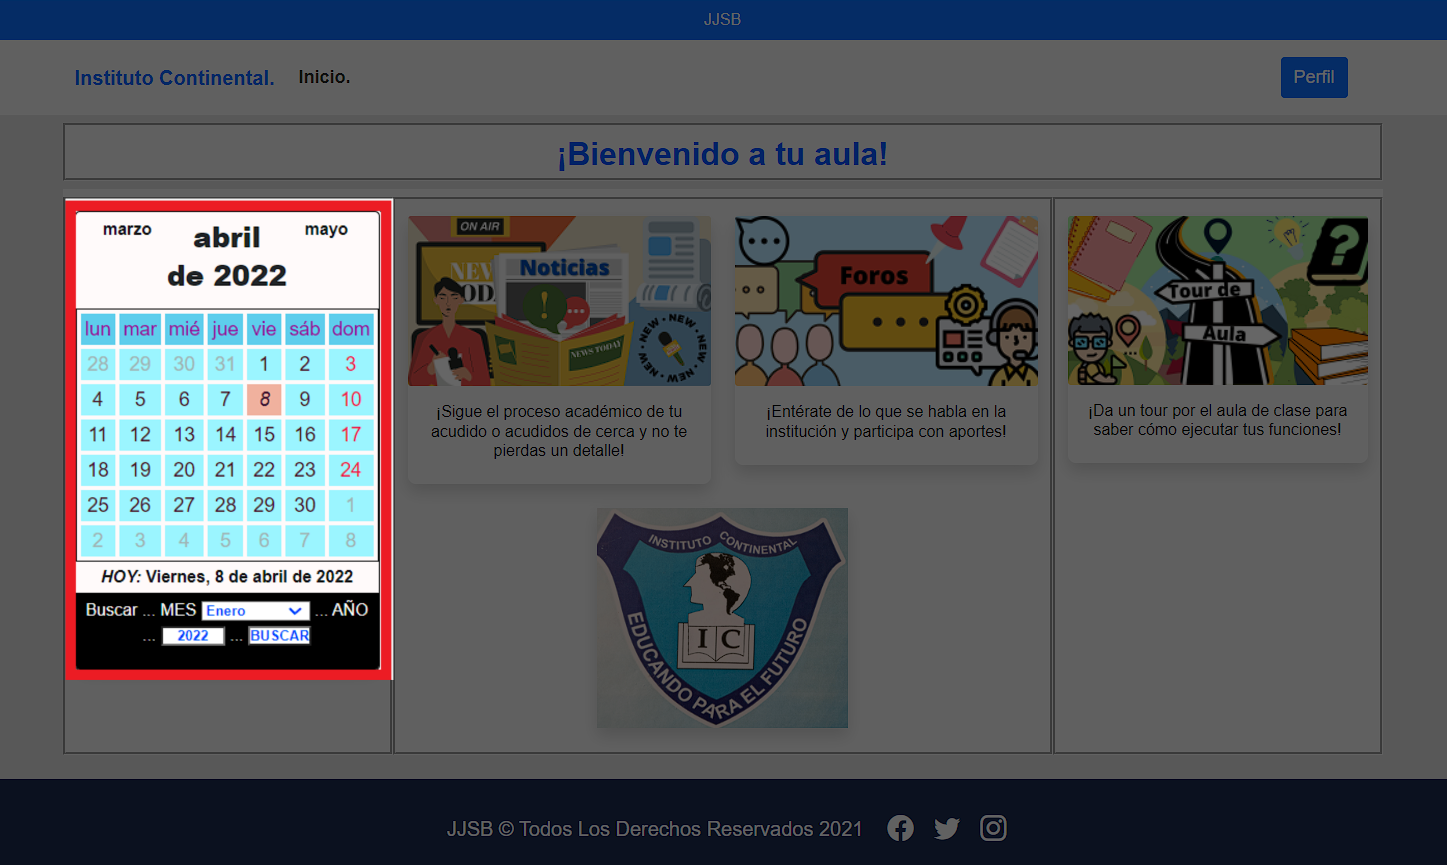 JJSB
Instituto Continental. Inicio. Perfil
¡Bienvenido a tu aula!
marzo abril mayo
de 2022
lun mar mié jue vie sáb dom
28 29 30 31 1 2 3
4 5 6 7 8 9 10
11 12 13 14 15 16 17
18 19 20 21 22 23 24
25 26 27 28 29 30 1
2 3 4 5 6 7 8
HOY: Viernes, 8 de abril de 2022
Buscar ... MES Enero ... AÑO
... 2022 ... BUSCAR
ON AIR
Noticias
NEWS TODAY
NEW NEW NEW
¡Sigue el proceso académico de tu
acudido o acudidos de cerca y no te
pierdas un detalle!
Foros
¡Entérate de lo que se habla en la
institución y participa con aportes!
Tour de
Aula
¡Da un tour por el aula de clase para
saber cómo ejecutar tus funciones!
INSTITUTO CONTINENTAL
I C
EDUCANDO PARA EL FUTURO
JJSB © Todos Los Derechos Reservados 2021